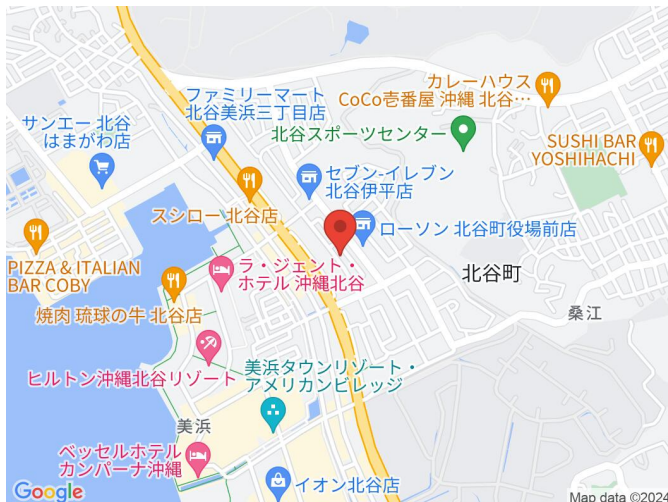 カレーハウス
CoCo壱番屋 沖縄 北谷…
ファミリーマート
北谷美浜三丁目店
サンエー 北谷
はまがわ店
北谷スポーツセンター
SUSHI BAR
YOSHIHACHI
セブン-イレブン
北谷伊平店
スシロー 北谷店
ローソン 北谷町役場前店
PIZZA & ITALIAN
BAR COBY
ラ・ジェント・
ホテル 沖縄北谷
北谷町
焼肉 琉球の牛 北谷店
桑江
ヒルトン沖縄北谷リゾート
美浜タウンリゾート・
アメリカンビレッジ
美浜
ベッセルホテル
カンパーナ沖縄
イオン北谷店
Google
Map data ©2024